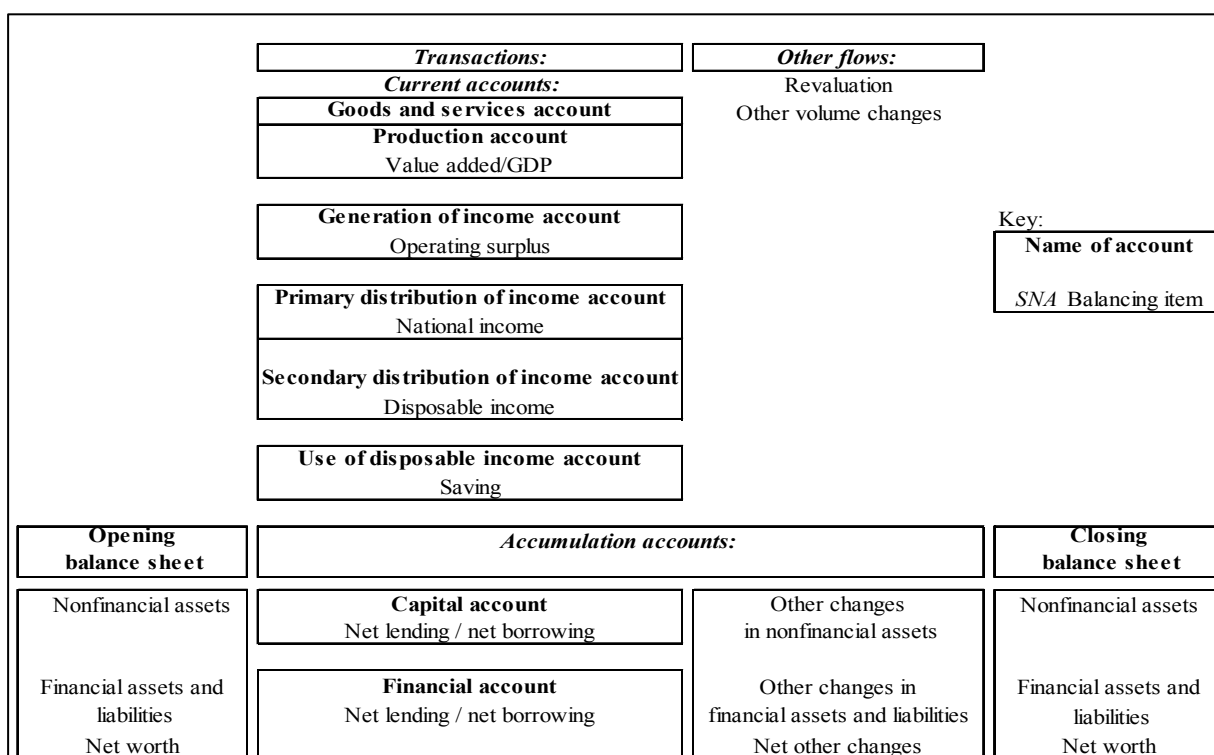 Transactions:
Other flows:
Current accounts:
Revaluation
Goods and services account
Other volume changes
Production account
Value added/GDP
Generation of income account
Operating surplus
Key:
Name of account
SNA Balancing item
Primary distribution of income account
National income
Secondary distribution of income account
Disposable income
Use of disposable income account
Saving
Opening
balance sheet
Accumulation accounts:
Closing
balance sheet
Nonfinancial assets
Capital account
Net lending / net borrowing
Other changes
in nonfinancial assets
Nonfinancial assets
Financial assets and
liabilities
Net worth
Financial account
Net lending / net borrowing
Other changes in
financial assets and liabilities
Net other changes
Financial assets and
liabilities
Net worth